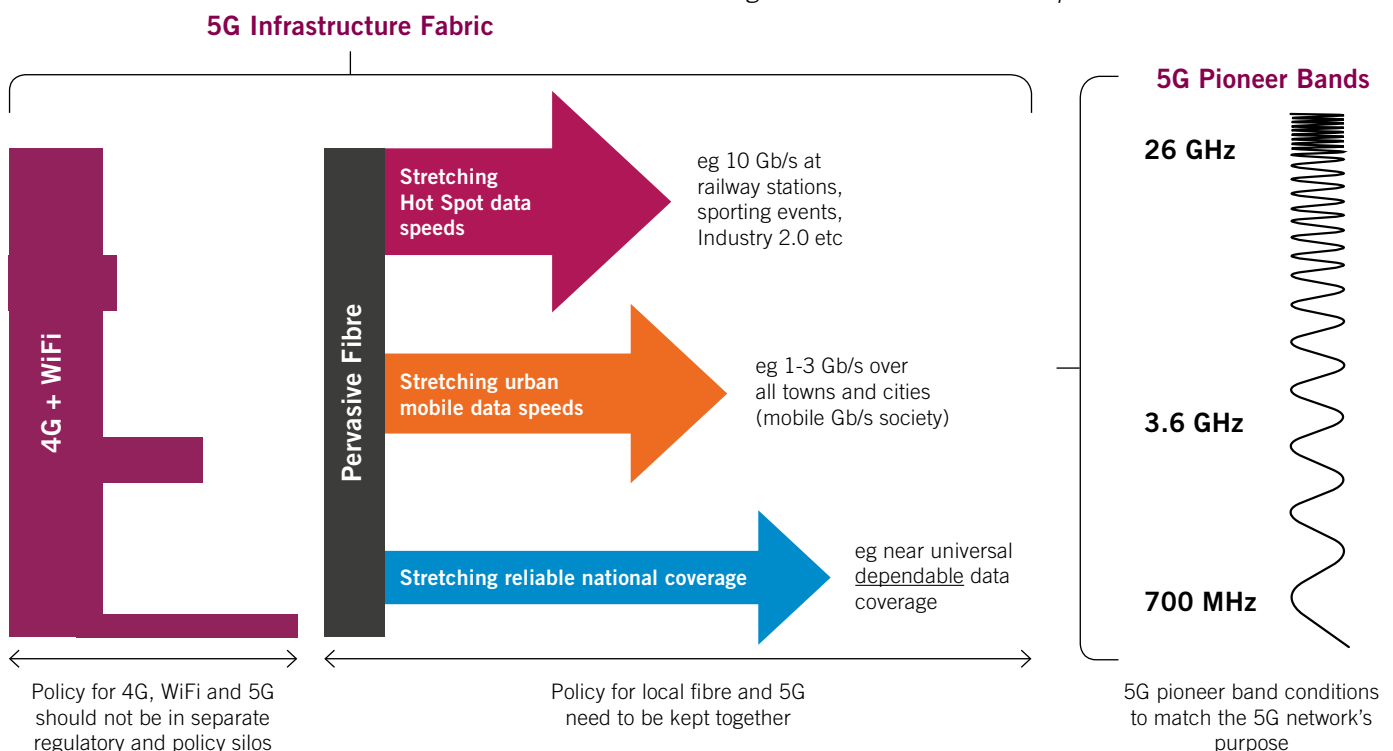 5G Infrastructure Fabric
4G + WiFi
Pervasive Fibre
Stretching
Hot Spot data
speeds
eg 10 Gb/s at
railway stations,
sporting events,
Industry 2.0 etc
Stretching urban
mobile data speeds
eg 1-3 Gb/s over
all towns and cities
(mobile Gb/s society)
Stretching reliable national coverage
eg near universal
dependable data
coverage
5G Pioneer Bands
26 GHz
3.6 GHz
700 MHz
Policy for 4G, WiFi and 5G
should not be in separate
regulatory and policy silos
Policy for local fibre and 5G
need to be kept together
5G pioneer band conditions
to match the 5G network's
purpose